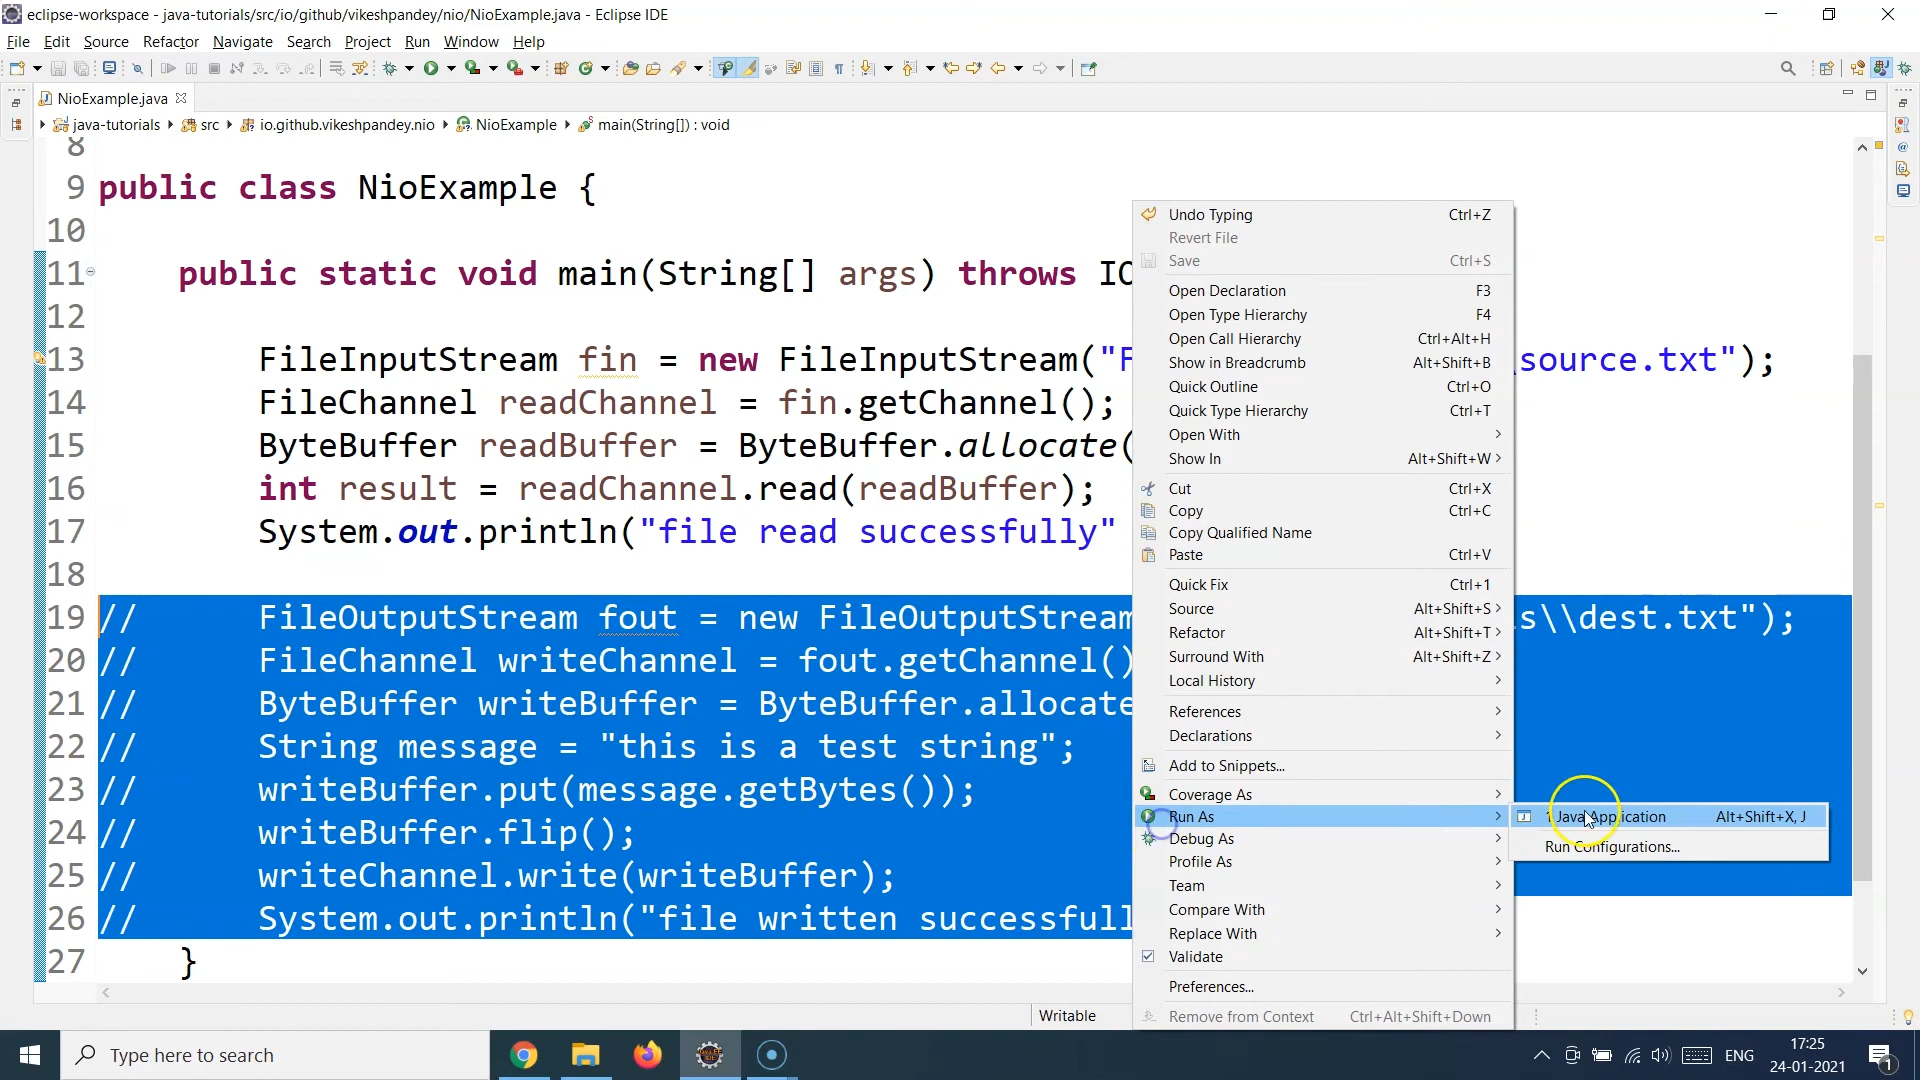 eclipse-workspace - java-tutorials/src/io/github/vikeshpandey/nio/NioExample.java - Eclipse IDE
File Edit Source Refactor Navigate Search Project Run Window Help
NioExample.java
java-tutorials src io.github.vikeshpandey.nio NioExample main(String[]) : void
8
9 public class NioExample {
10
11 public static void main(String[] args) throws IO
12
13 FileInputStream fin = new FileInputStream("F source.txt");
14 FileChannel readChannel = fin.getChannel();
15 ByteBuffer readBuffer = ByteBuffer.allocate(
16 int result = readChannel.read(readBuffer);
17 System.out.println("file read successfully"
18
19 // FileOutputStream fout = new FileOutputStream s\\dest.txt");
20 // FileChannel writeChannel = fout.getChannel()
21 // ByteBuffer writeBuffer = ByteBuffer.allocate
22 // String message = "this is a test string";
23 // writeBuffer.put(message.getBytes());
24 // writeBuffer.flip();
25 // writeChannel.write(writeBuffer);
26 // System.out.println("file written successfull
27 }
Undo Typing Ctrl+Z
Revert File
Save Ctrl+S
Open Declaration F3
Open Type Hierarchy F4
Open Call Hierarchy Ctrl+Alt+H
Show in Breadcrumb Alt+Shift+B
Quick Outline Ctrl+O
Quick Type Hierarchy Ctrl+T
Open With
Show In Alt+Shift+W
Cut Ctrl+X
Copy Ctrl+C
Copy Qualified Name
Paste Ctrl+V
Quick Fix Ctrl+1
Source Alt+Shift+S
Refactor Alt+Shift+T
Surround With Alt+Shift+Z
Local History
References
Declarations
Add to Snippets...
Coverage As
Run As
Debug As
Profile As
Team
Compare With
Replace With
Validate
Preferences...
Remove from Context Ctrl+Alt+Shift+Down
1 Java Application Alt+Shift+X, J
Run Configurations...
Writable
Type here to search
ENG
17:25
24-01-2021
1